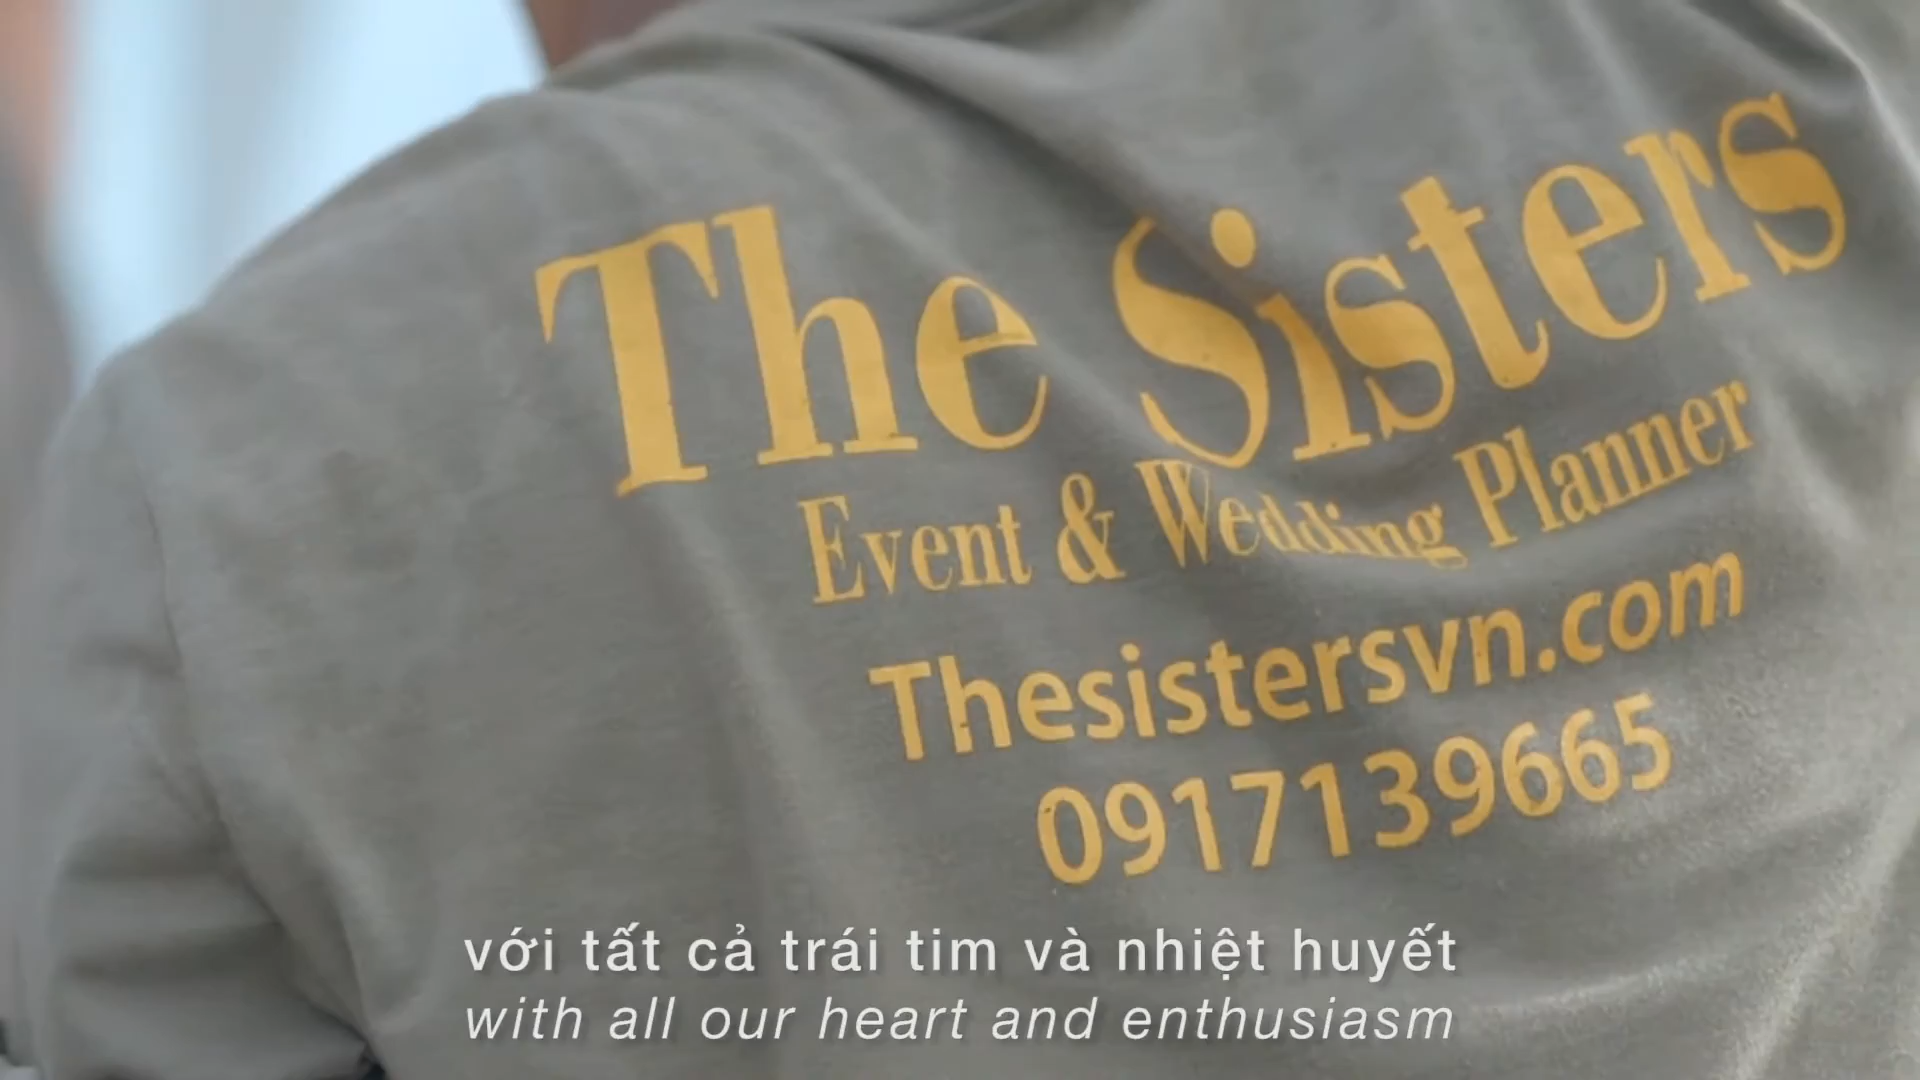 The Sisters
Event & Wedding Planner
Thesistersvn.com
0917139665
với tất cả trái tim và nhiệt huyết
with all our heart and enthusiasm